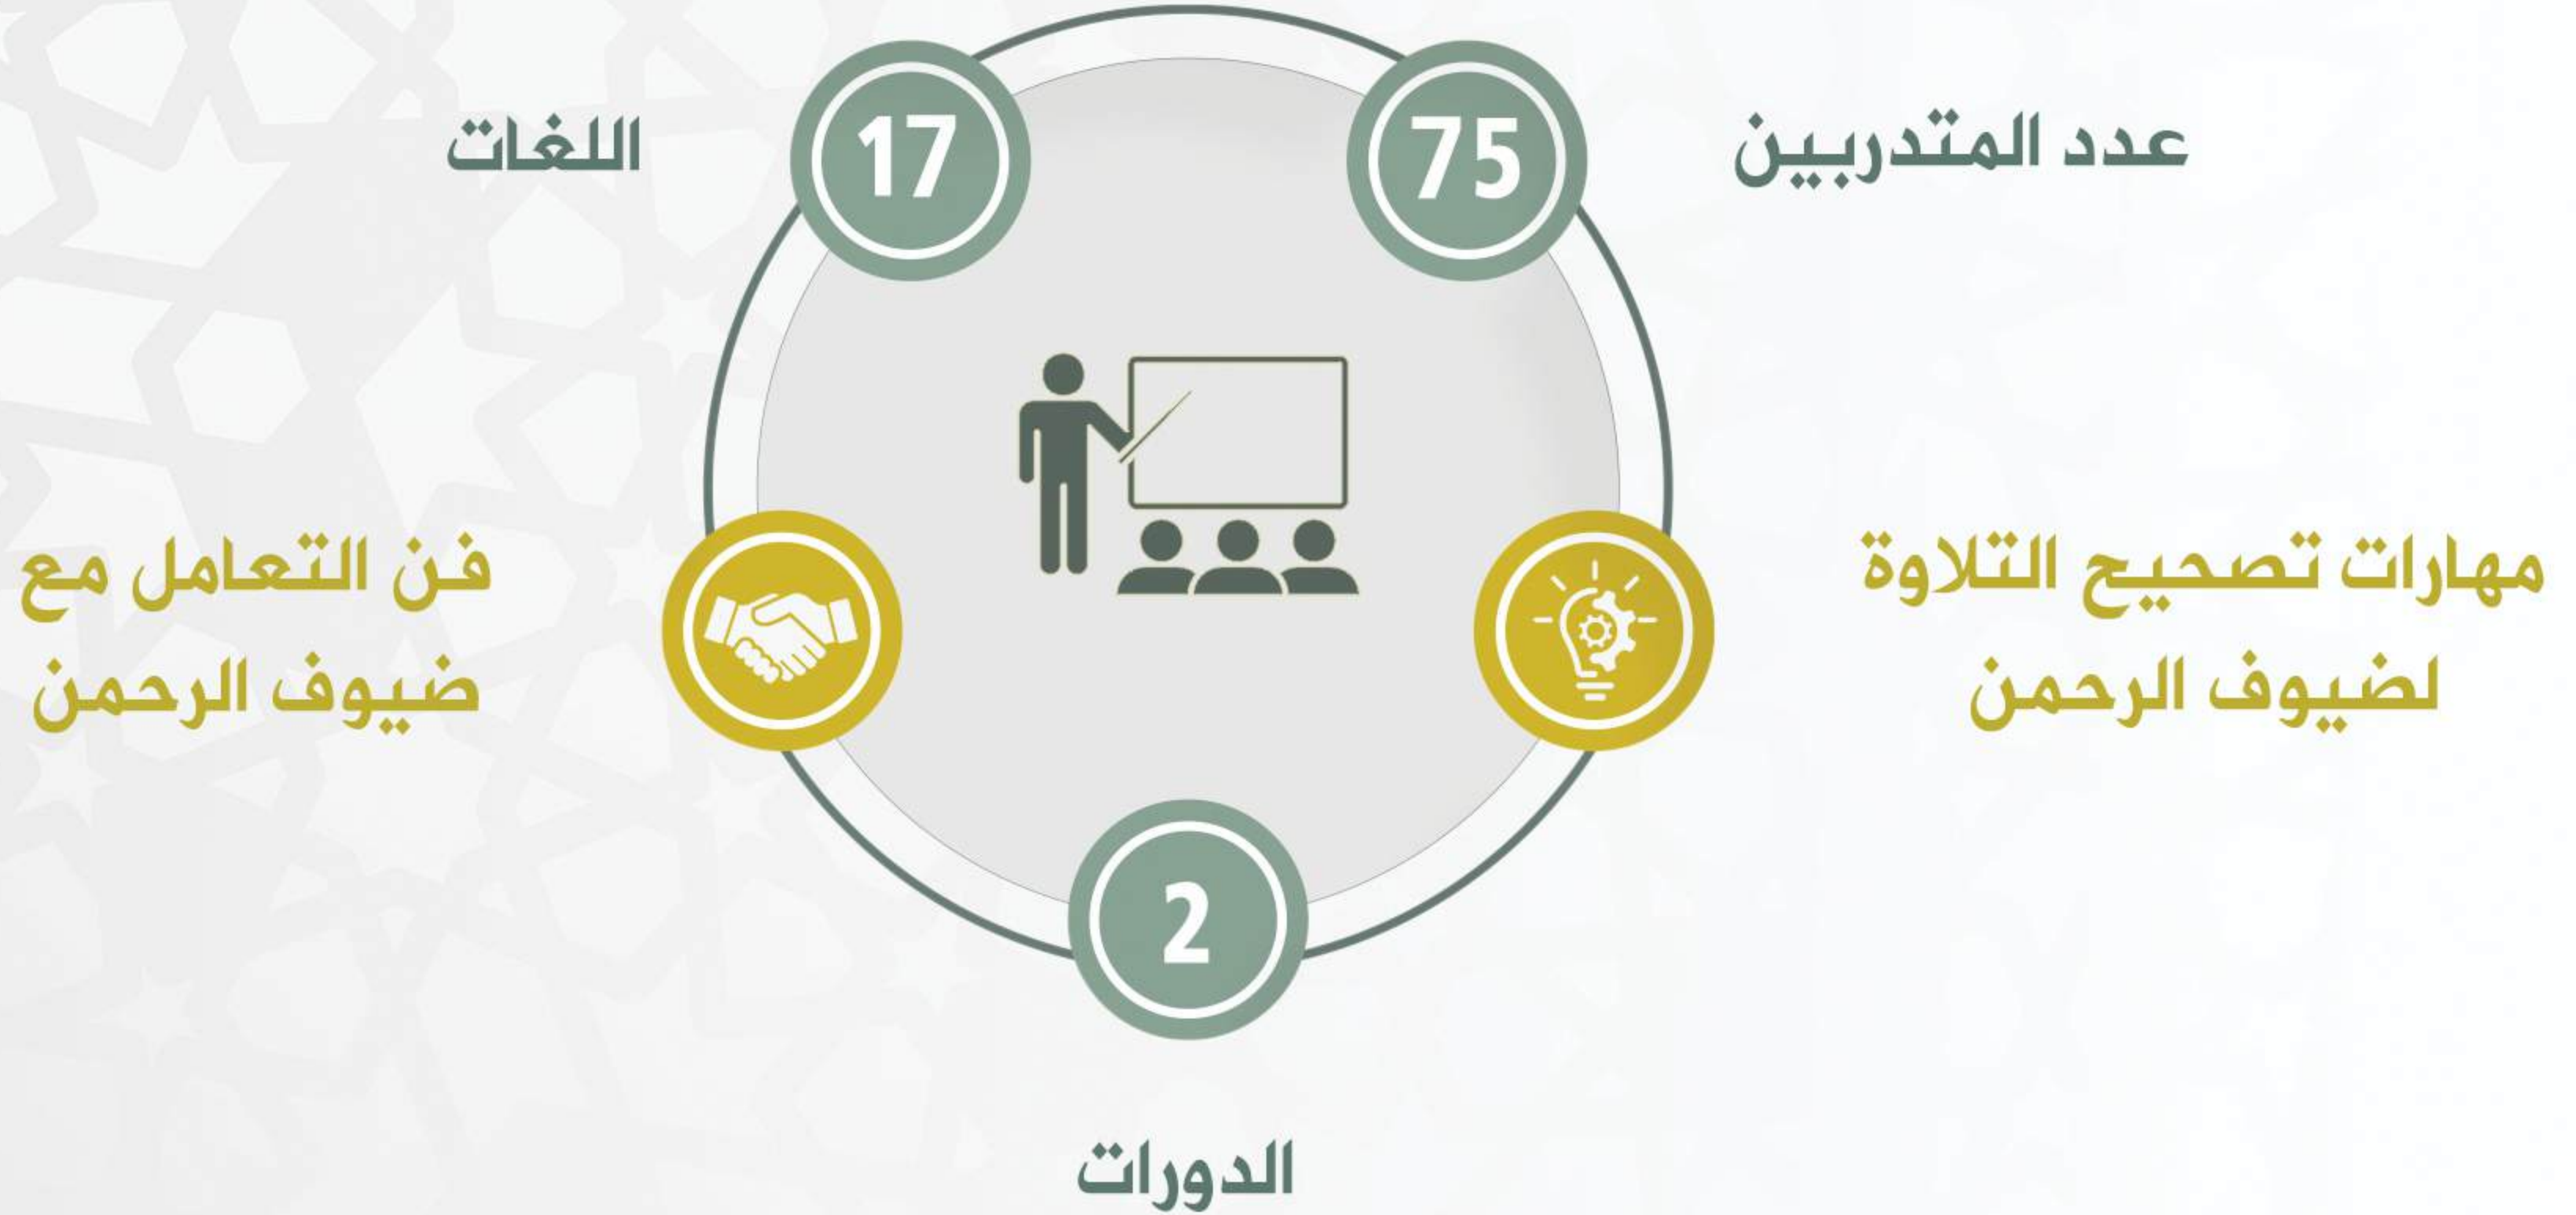 عدد المتدربين
75
17
اللغات
مهارات تصحيح التلاوة
لضيوف الرحمن
فن التعامل مع
ضيوف الرحمن
2
الدورات